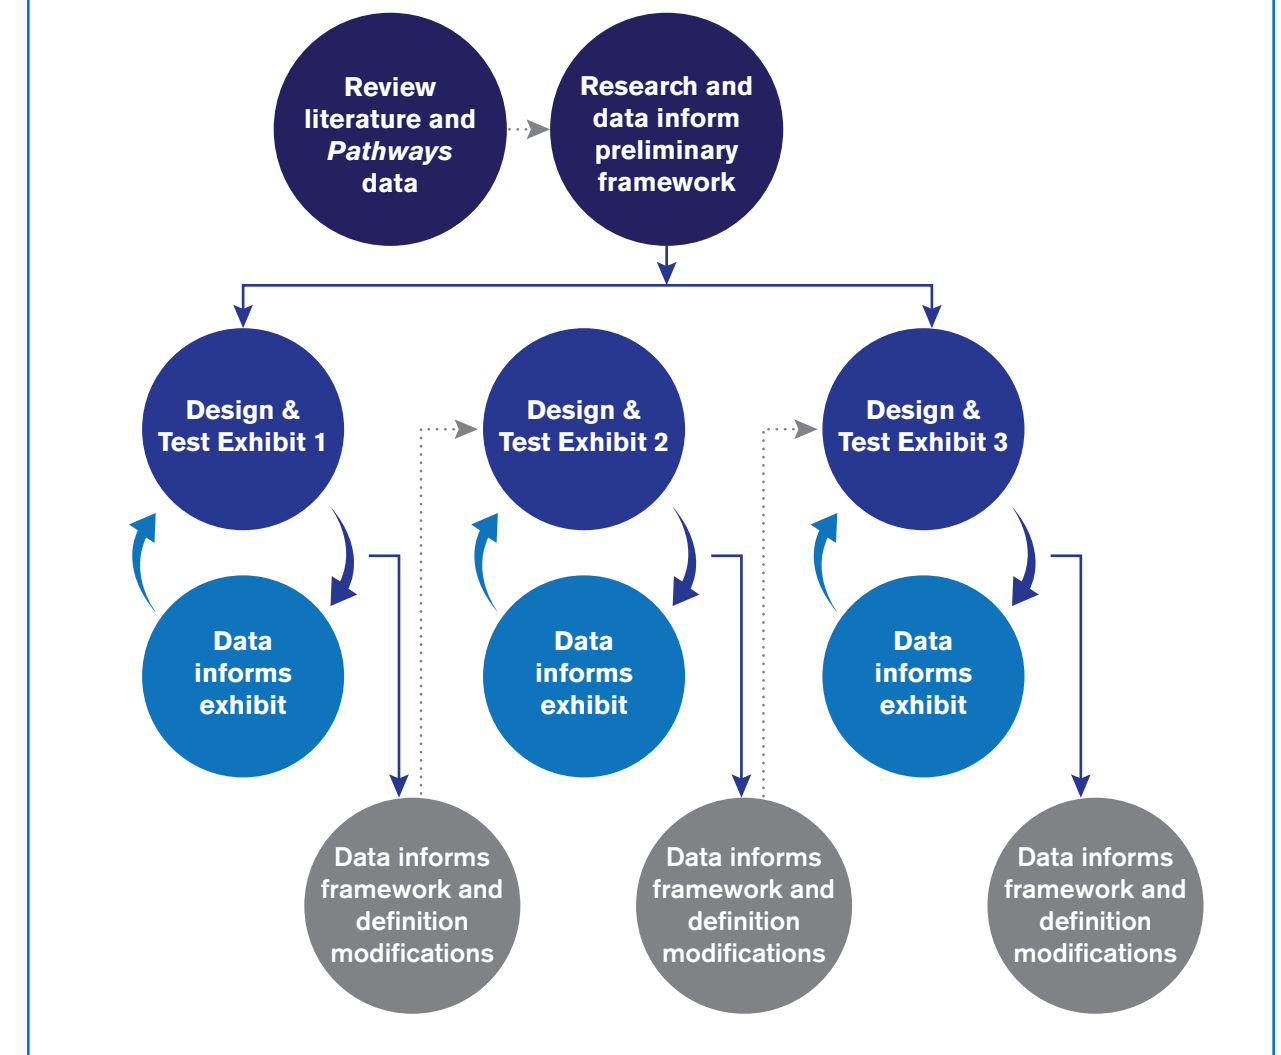 Review
literature and
Pathways
data
Research and
data inform
preliminary
framework
Design &
Test Exhibit 1
Design &
Test Exhibit 2
Design &
Test Exhibit 3
Data
informs
exhibit
Data
informs
exhibit
Data
informs
exhibit
Data informs
framework and
definition
modifications
Data informs
framework and
definition
modifications
Data informs
framework and
definition
modifications